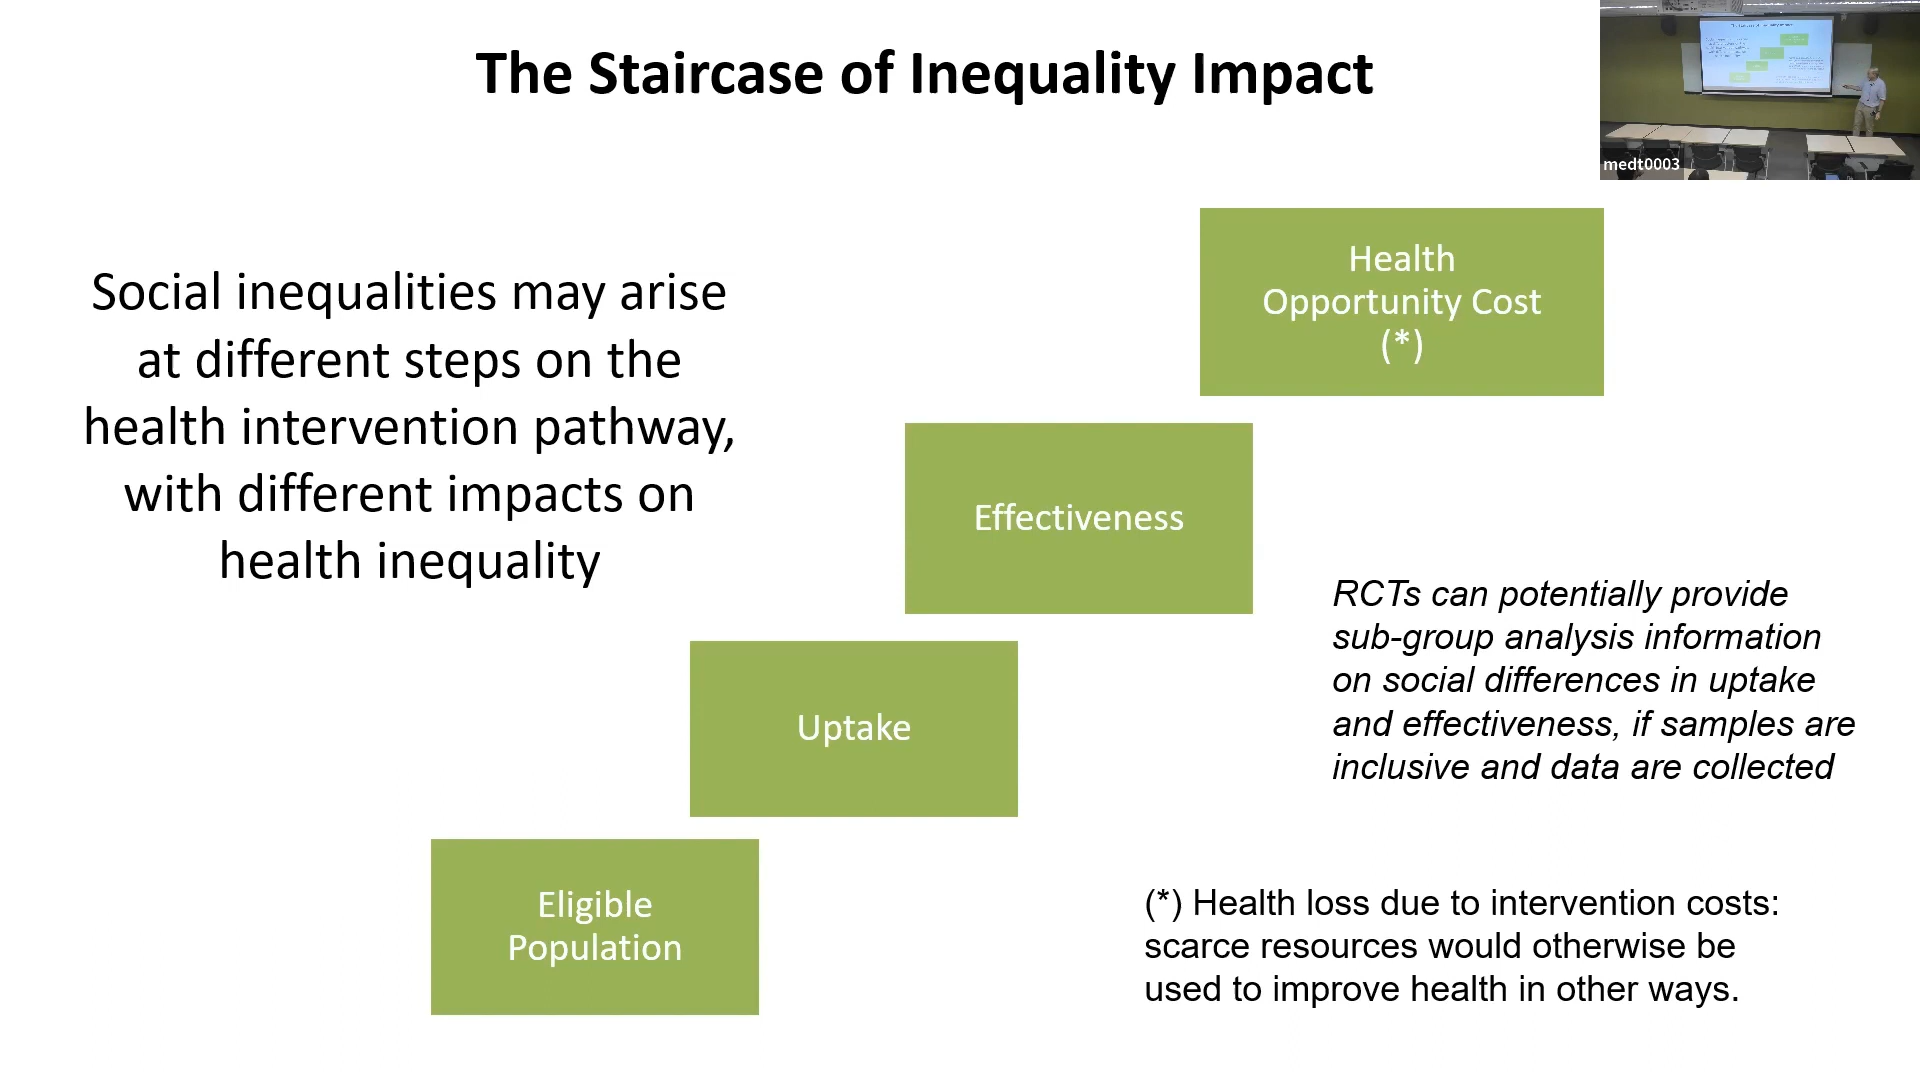 The Staircase of Inequality Impact
medt0003
Social inequalities may arise
at different steps on the
health intervention pathway,
with different impacts on
health inequality
Health
Opportunity Cost
(*)
Effectiveness
Uptake
Eligible
Population
RCTs can potentially provide
sub-group analysis information
on social differences in uptake
and effectiveness, if samples are
inclusive and data are collected
(*) Health loss due to intervention costs:
scarce resources would otherwise be
used to improve health in other ways.